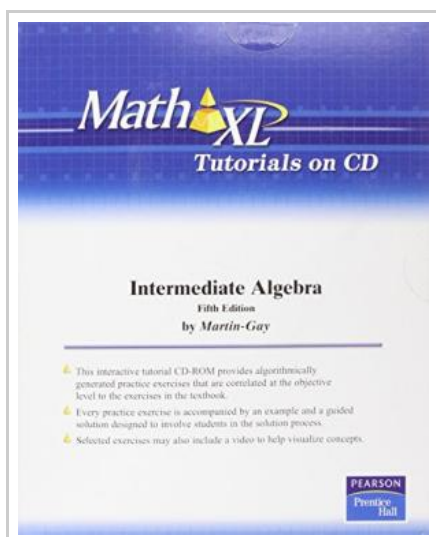 Math XL
Tutorials on CD
Intermediate Algebra
Fifth Edition
by Martin-Gay
This interactive tutorial CD-ROM provides algorithmically
generated practice exercises that are correlated at the objective
level to the exercises in the textbook.
Every practice exercise is accompanied by an example and a guided
solution designed to involve students in the solution process.
Selected exercises may also include a video to help visualize concepts.
PEARSON
Prentice
Hall